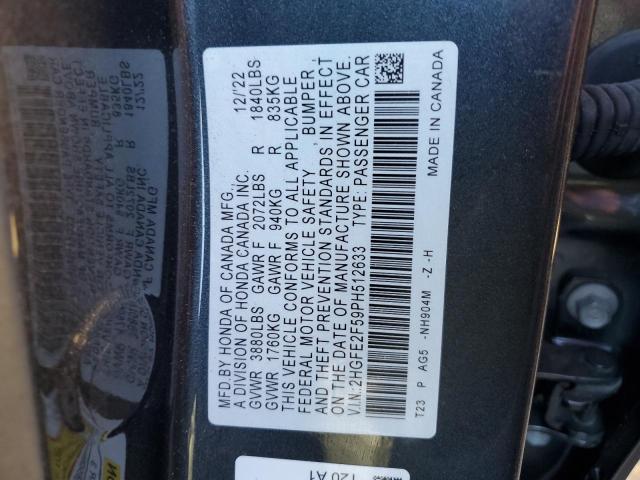 MFD.BY HONDA OF CANADA MFG., 12/'22
A DIVISION OF HONDA CANADA INC.
GVWR 3880LBS GAWR F 2072LBS R 1840LBS
GVWR 1760KG GAWR F 940KG R 835KG
THIS VEHICLE CONFORMS TO ALL APPLICABLE
FEDERAL MOTOR VEHICLE SAFETY , BUMPER,
AND THEFT PREVENTION STANDARDS IN EFFECT
ON THE DATE OF MANUFACTURE SHOWN ABOVE.
V.I.N:2HGFE2F59PH512633 TYPE: PASSENGER CAR
T23 P AG5 -NH904M -Z -H
MADE IN CANADA
120 A1